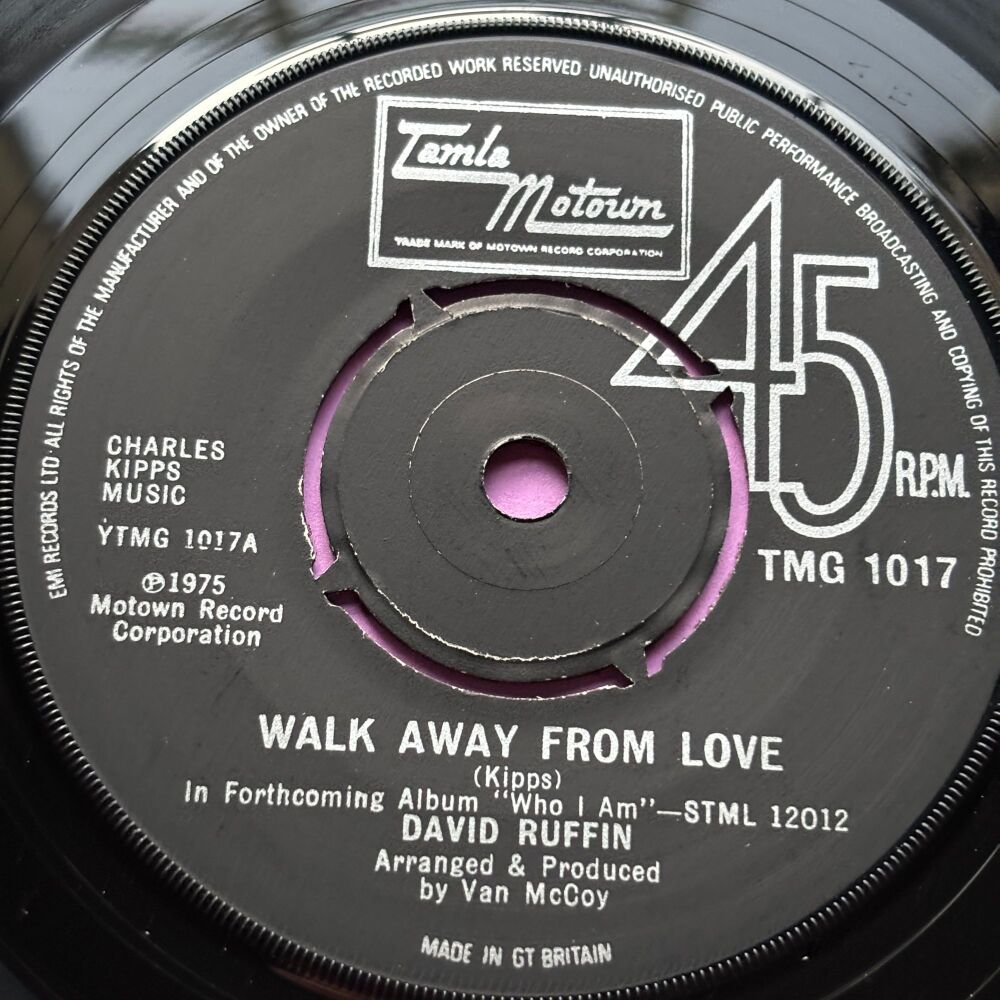 EMI RECORDS LTD · ALL RIGHTS OF THE MANUFACTURER AND OF THE OWNER OF THE RECORDED WORK RESERVED · UNAUTHORISED PUBLIC PERFORMANCE BROADCASTING AND COPYING OF THIS RECORD PROHIBITED
Tamla
Motown
TRADE MARK OF MOTOWN RECORD CORPORATION
45
R.P.M.
TMG 1017
CHARLES
KIPPS
MUSIC
YTMG 1017A
℗1975
Motown Record
Corporation
WALK AWAY FROM LOVE
(Kipps)
In Forthcoming Album "Who I Am"—STML 12012
DAVID RUFFIN
Arranged & Produced
by Van McCoy
MADE IN GT BRITAIN